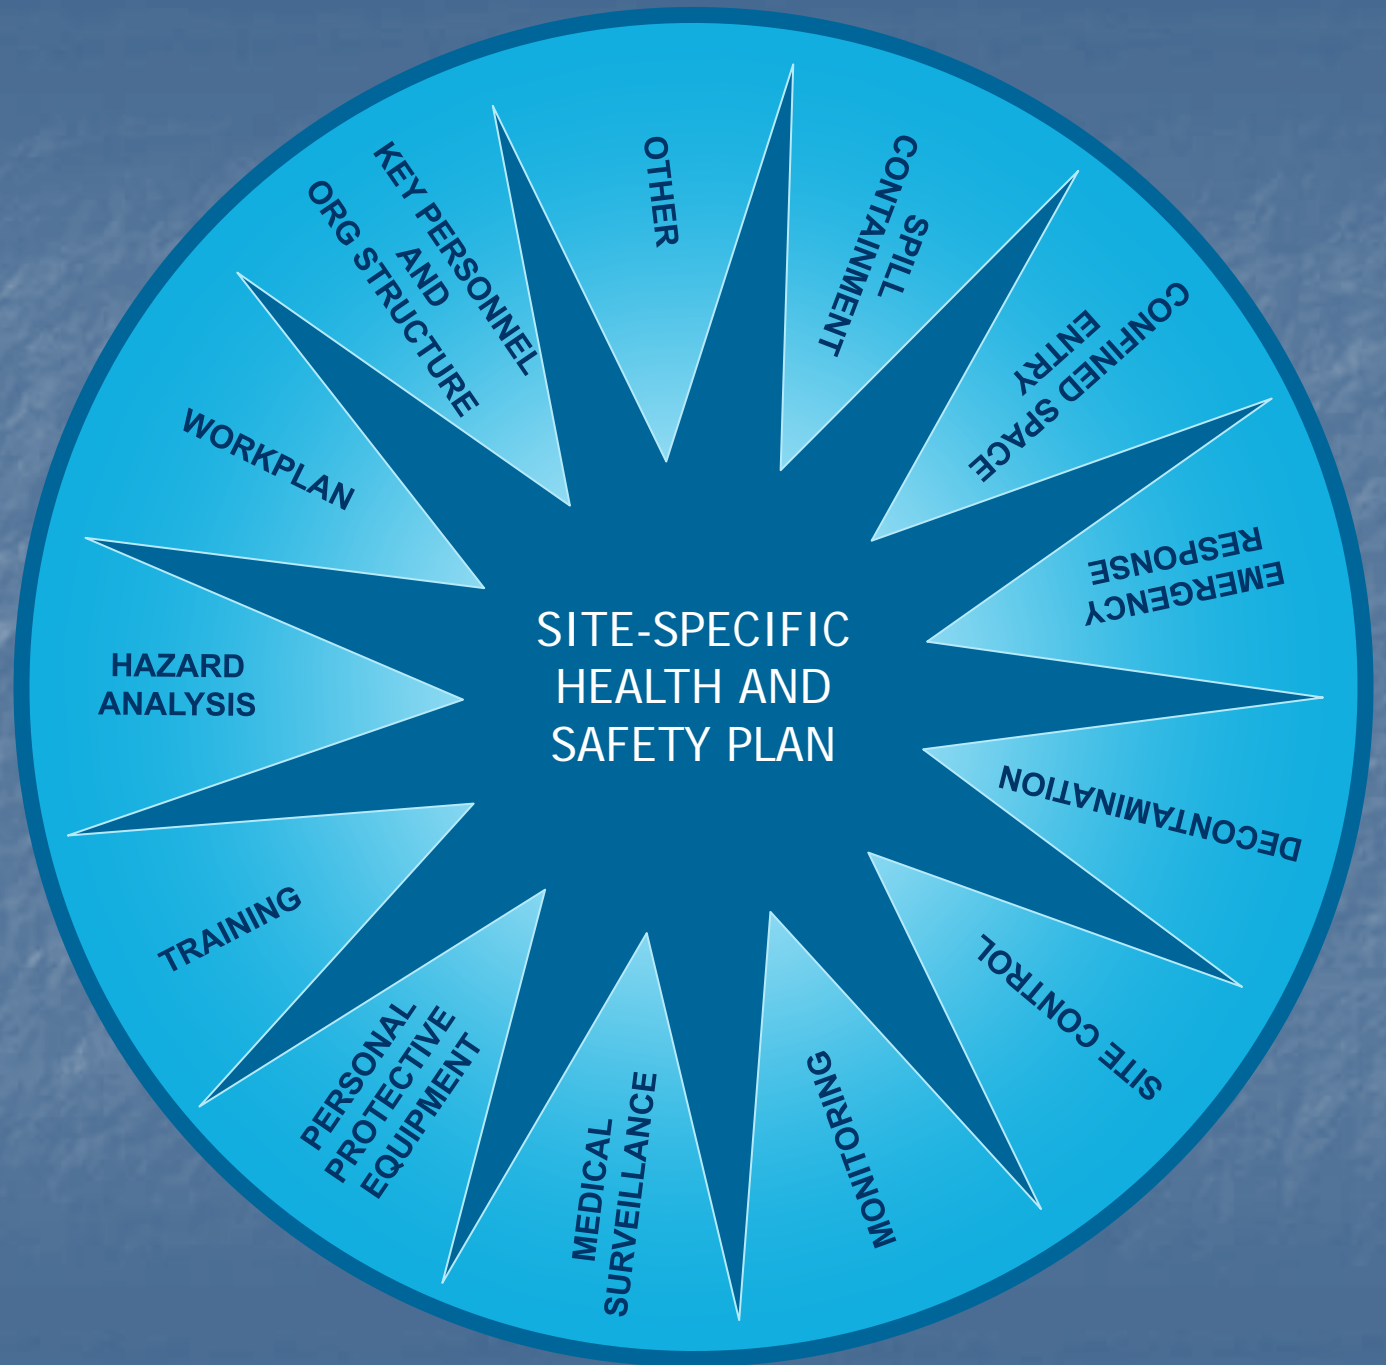 SITE-SPECIFIC
HEALTH AND
SAFETY PLAN
OTHER
SPILL
CONTAINMENT
CONFINED SPACE
ENTRY
EMERGENCY
RESPONSE
DECONTAMINATION
SITE CONTROL
MONITORING
MEDICAL
SURVEILLANCE
PERSONAL
PROTECTIVE
EQUIPMENT
TRAINING
HAZARD
ANALYSIS
WORKPLAN
KEY PERSONNEL
AND
ORG STRUCTURE